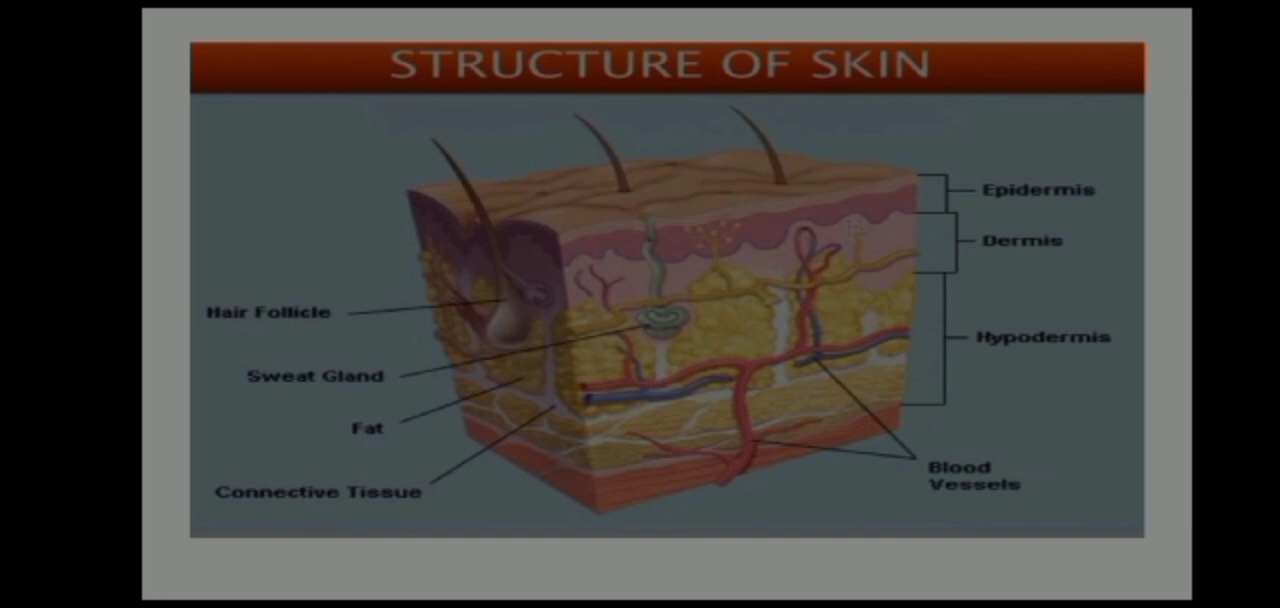 STRUCTURE OF SKIN
Epidermis
Dermis
Hair Follicle
Hypodermis
Sweat Gland
Fat
Connective Tissue
Blood
Vessels